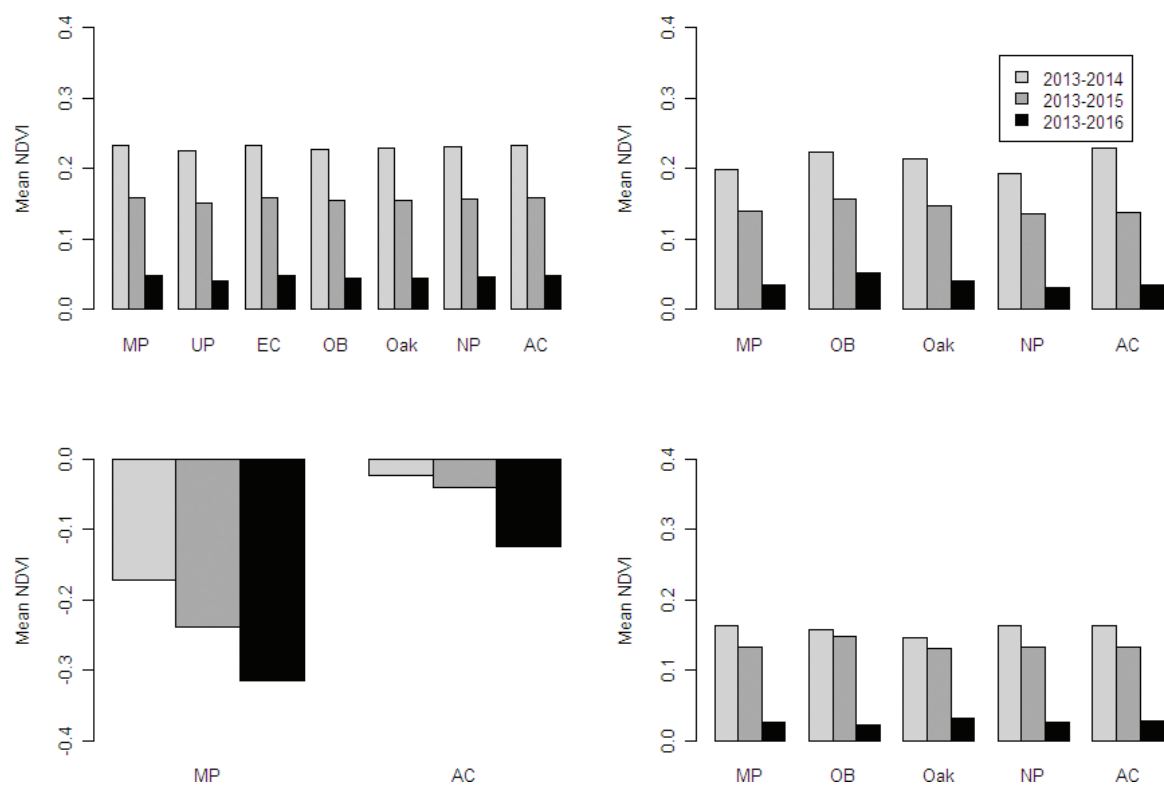 Mean NDVI
0.0 0.1 0.2 0.3 0.4
MP UP EC OB Oak NP AC
Mean NDVI
0.0 0.1 0.2 0.3 0.4
2013-2014
2013-2015
2013-2016
MP OB Oak NP AC
Mean NDVI
-0.4 -0.3 -0.2 -0.1 0.0
MP AC
Mean NDVI
0.0 0.1 0.2 0.3 0.4
MP OB Oak NP AC